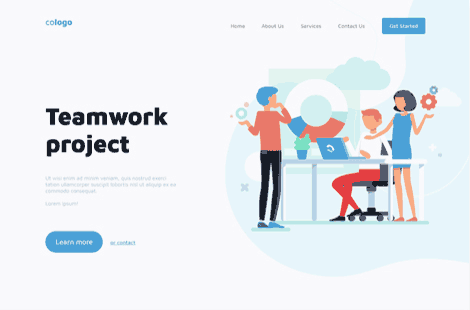 cologo
Home About Us Services Contact Us Get Started
Teamwork
project
Ut wisi enim ad minim veniam, quis nostrud exerci
tation ullamcorper suscipit lobortis nisl ut aliquip ex ea
commodo consequat.
Lorem ipsum!
Learn more or contact